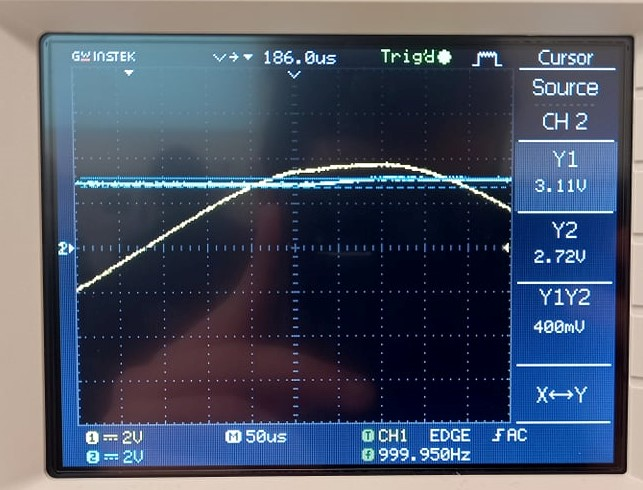 GW INSTEK 186.0us Trig'd Cursor
Source
CH 2
Y1
3.11V
2
Y2
2.72V
Y1Y2
400mV
X↔Y
1 2V M 50us T CH1 EDGE AC
2 2V f 999.950Hz